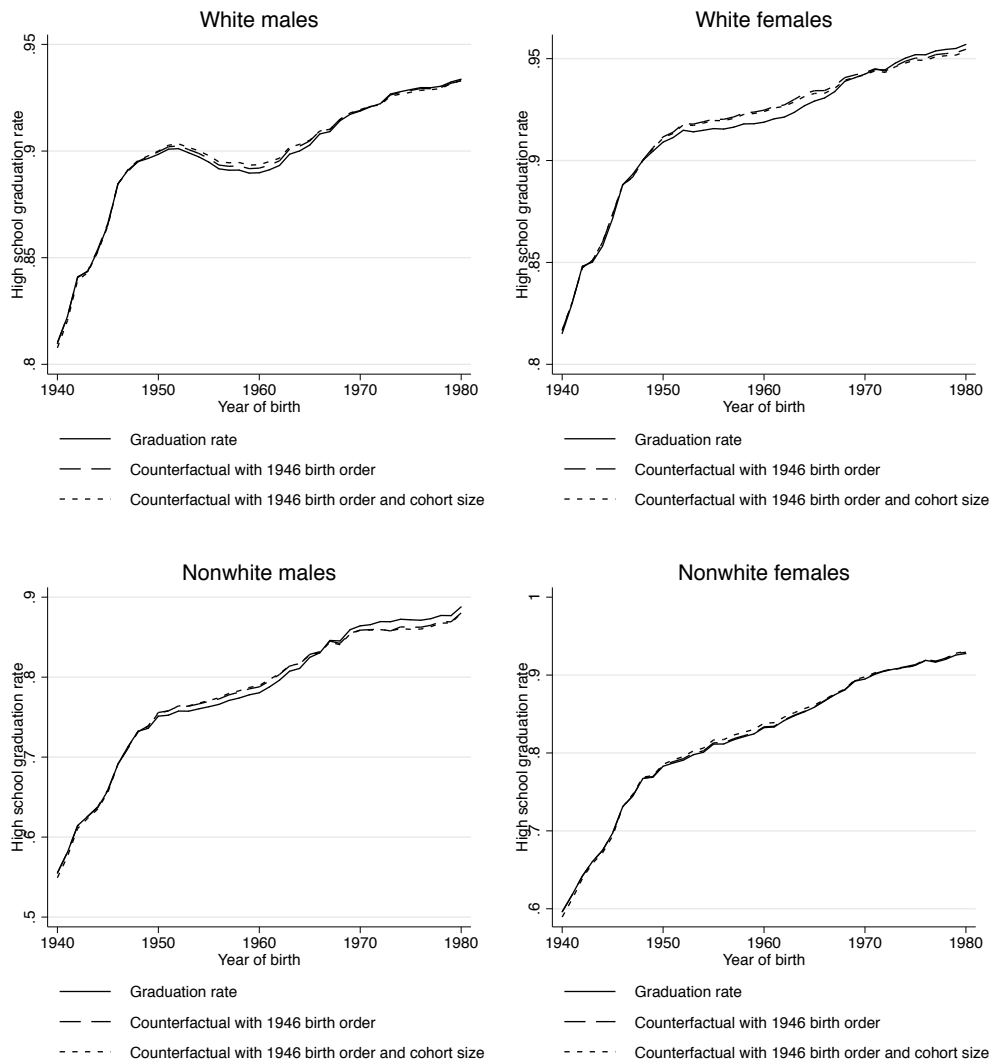 White males
.95
.9
.85
.8
High school graduation rate
1940 1950 1960 1970 1980
Year of birth
Graduation rate
Counterfactual with 1946 birth order
Counterfactual with 1946 birth order and cohort size
White females
.95
.9
.85
.8
High school graduation rate
1940 1950 1960 1970 1980
Year of birth
Graduation rate
Counterfactual with 1946 birth order
Counterfactual with 1946 birth order and cohort size
Nonwhite males
.9
.8
.7
.6
.5
High school graduation rate
1940 1950 1960 1970 1980
Year of birth
Graduation rate
Counterfactual with 1946 birth order
Counterfactual with 1946 birth order and cohort size
Nonwhite females
1
.9
.8
.7
.6
High school graduation rate
1940 1950 1960 1970 1980
Year of birth
Graduation rate
Counterfactual with 1946 birth order
Counterfactual with 1946 birth order and cohort size